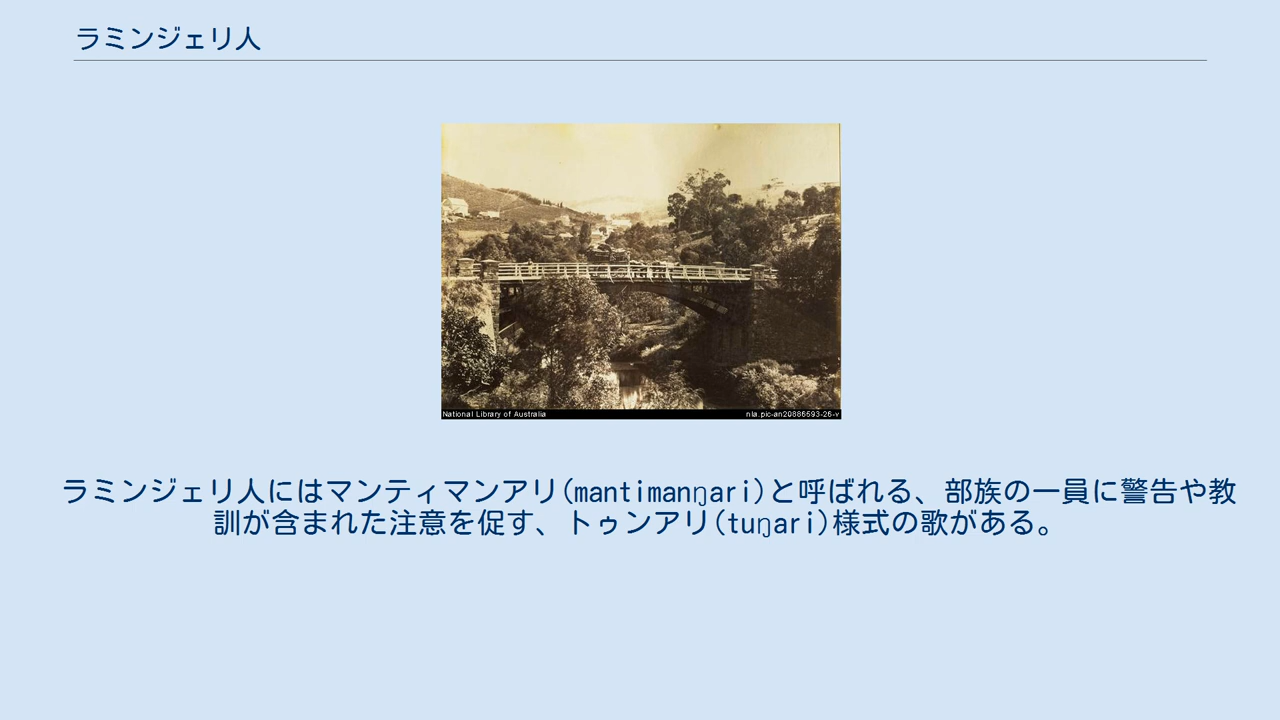 ラミンジェリ人
National Library of Australia
nla.pic-an20886593-26-v
ラミンジェリ人にはマンティマンアリ(mantimanŋari)と呼ばれる、部族の一員に警告や教
訓が含まれた注意を促す、トゥンアリ(tuŋari)様式の歌がある。